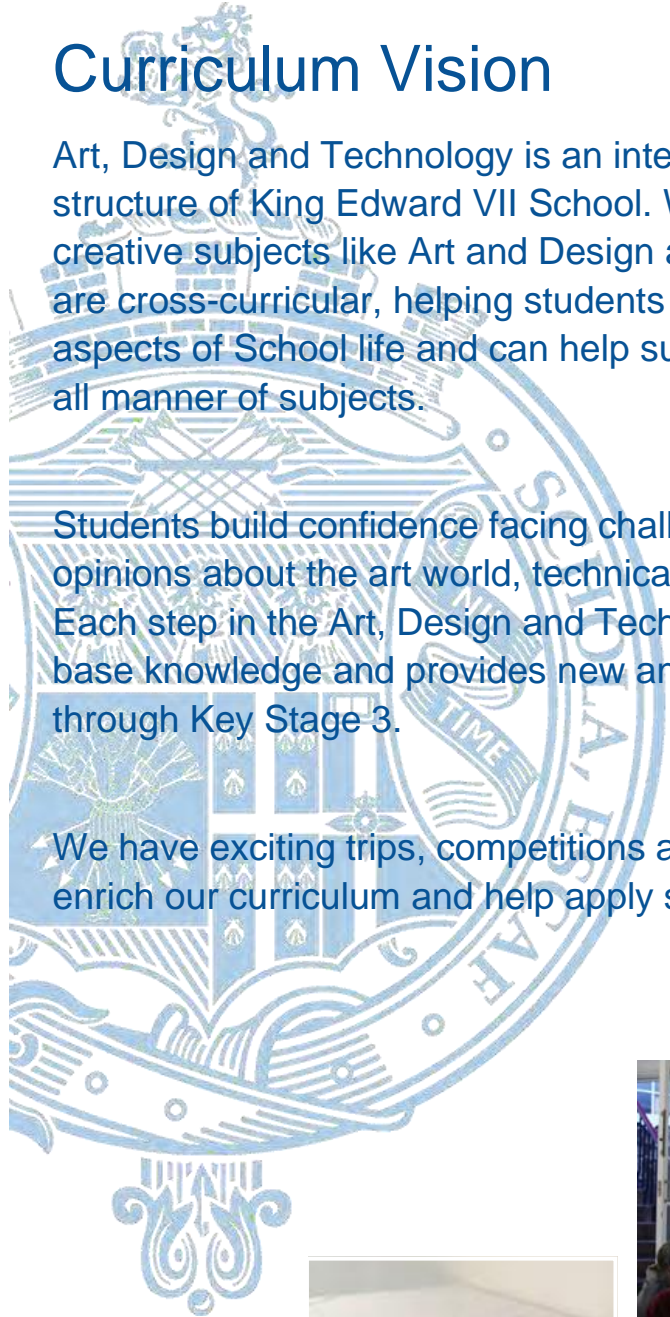 Curriculum Vision
Art, Design and Technology is an inte
structure of King Edward VII School. W
creative subjects like Art and Design a
are cross-curricular, helping students
aspects of School life and can help su
all manner of subjects.
Students build confidence facing chall
opinions about the art world, technica
Each step in the Art, Design and Tech
base knowledge and provides new an
through Key Stage 3.
We have exciting trips, competitions a
enrich our curriculum and help apply s
SCHOLA,
TIME